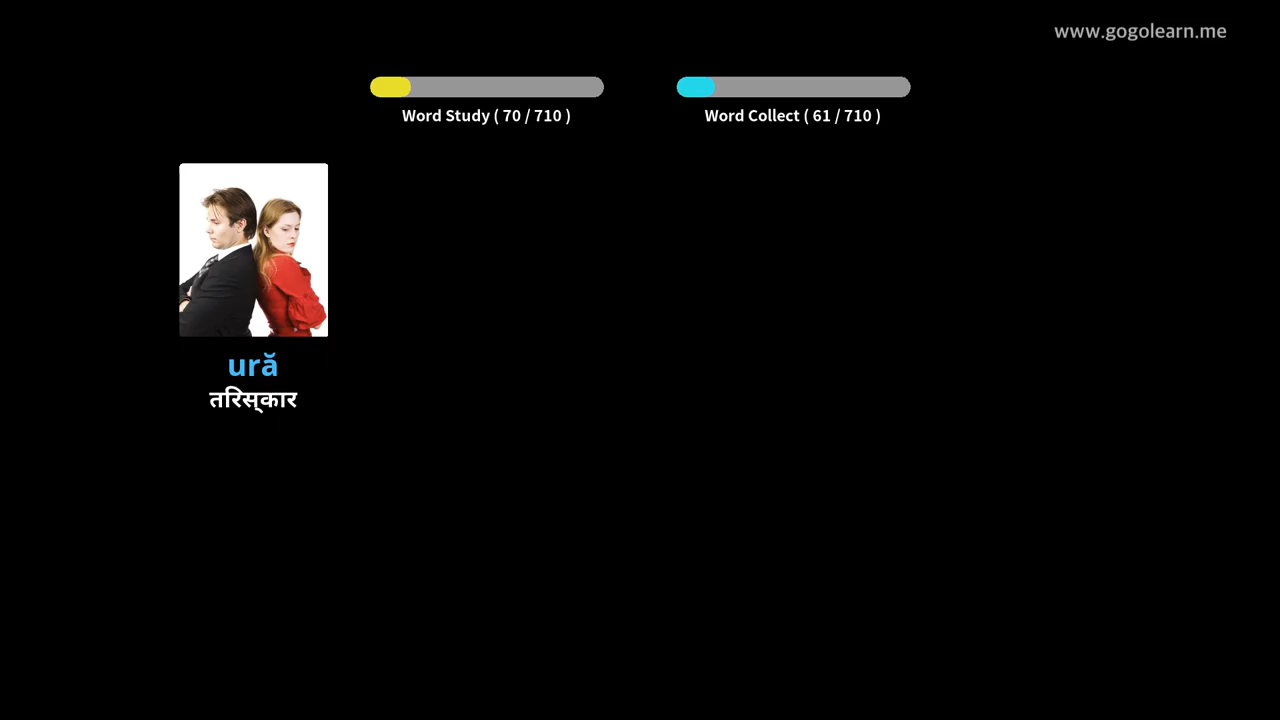 www.gogolearn.me
Word Study ( 70 / 710 )
Word Collect ( 61 / 710 )
ură
तरिस्‌कार